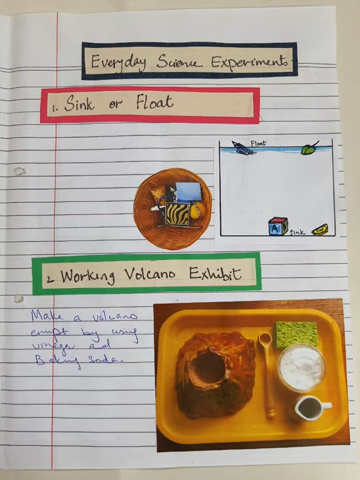 Everyday Science Experiments
1. Sink or Float
Float
Sink
2. Working Volcano Exhibit
Make a volcano
erupt by using
vinegar and
Baking Soda.